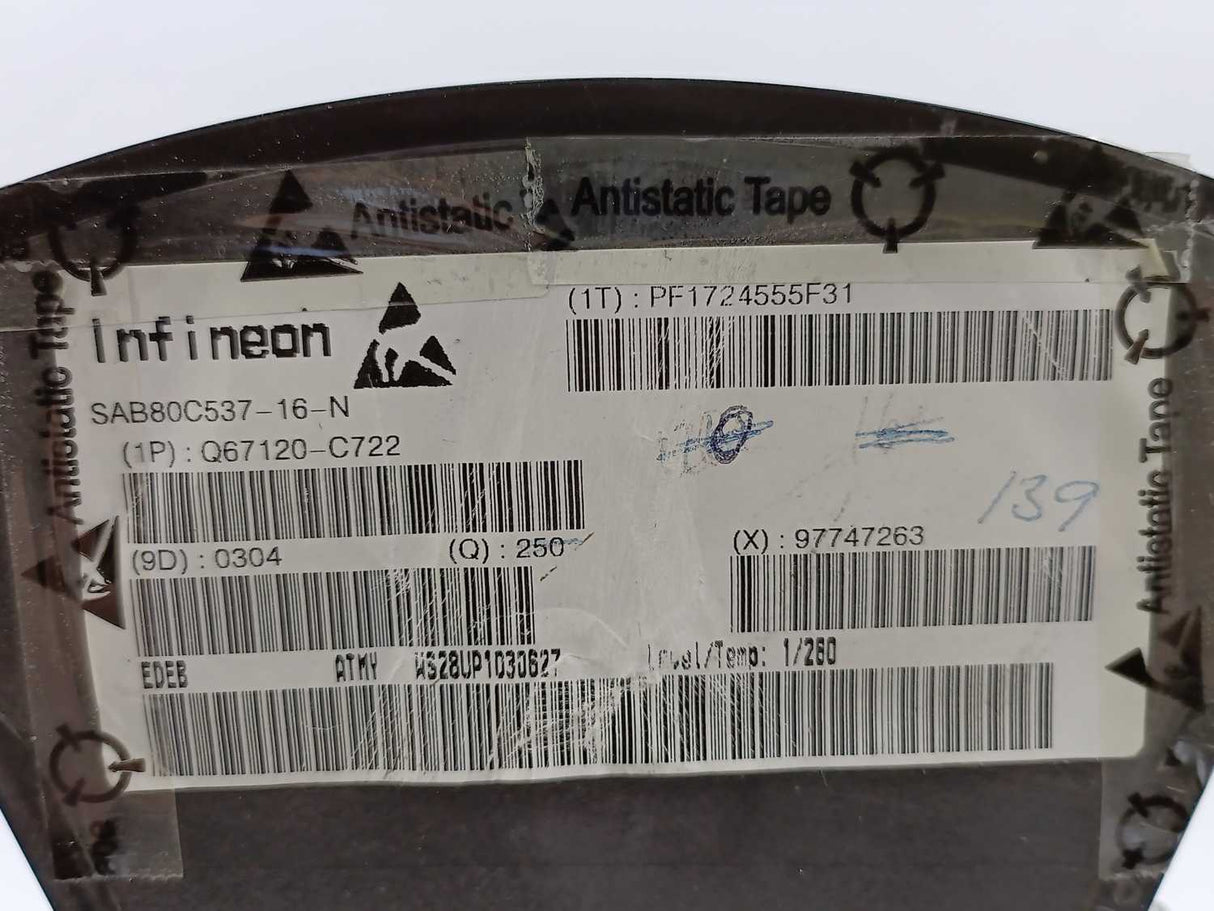 Antistatic
Antistatic Tape
Antistatic Tape
Antistatic Tape
Infineon
(1T) : PF1724555F31
SAB80C537-16-N
(1P) : Q67120-C722
139
(9D) : 0304
(Q) : 250
(X) : 97747263
EDEB ATMY WS28UP1030627 Level/Temp: 1/260